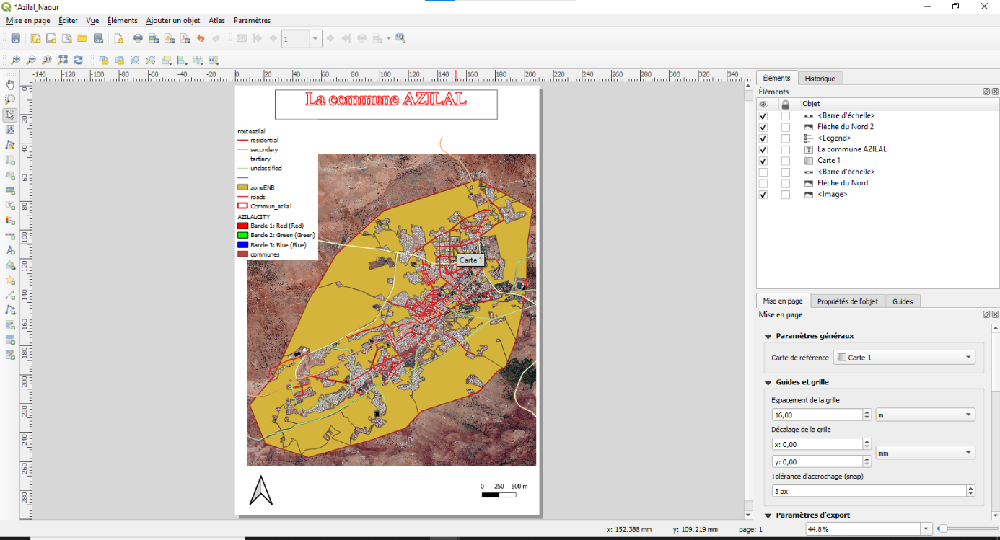 *Azilal_Naour
Mise en page Éditer Vue Éléments Ajouter un objet Atlas Paramètres
1
-140 -120 -100 -80 -60 -40 -20 0 20 40 60 80 100 120 140 160 180 200 220 240 260 280 300 320 340
0
20
40
60
80
100
120
140
160
180
200
220
240
260
280
La commune AZILAL
routeazilal
residential
secondary
tertiary
unclassified
zoneENB
roads
Commun_azilal
AZILALCITY
Bande 1: Red (Red)
Bande 2: Green (Green)
Bande 3: Blue (Blue)
communes
Carte 1
0 250 500 m
Éléments Historique
Éléments
Objet
<Barre d'échelle>
Flèche du Nord 2
<Legend>
La commune AZILAL
Carte 1
<Barre d'échelle>
Flèche du Nord
<Image>
Mise en page Propriétés de l'objet Guides
Mise en page
Paramètres généraux
Carte de référence Carte 1
Guides et grille
Espacement de la grille
16,00 m
Décalage de la grille
x: 0,00
mm
y: 0,00
Tolérance d'accrochage (snap)
5 px
Paramètres d'export
x: 152.388 mm y: 109.219 mm page: 1 44.8%